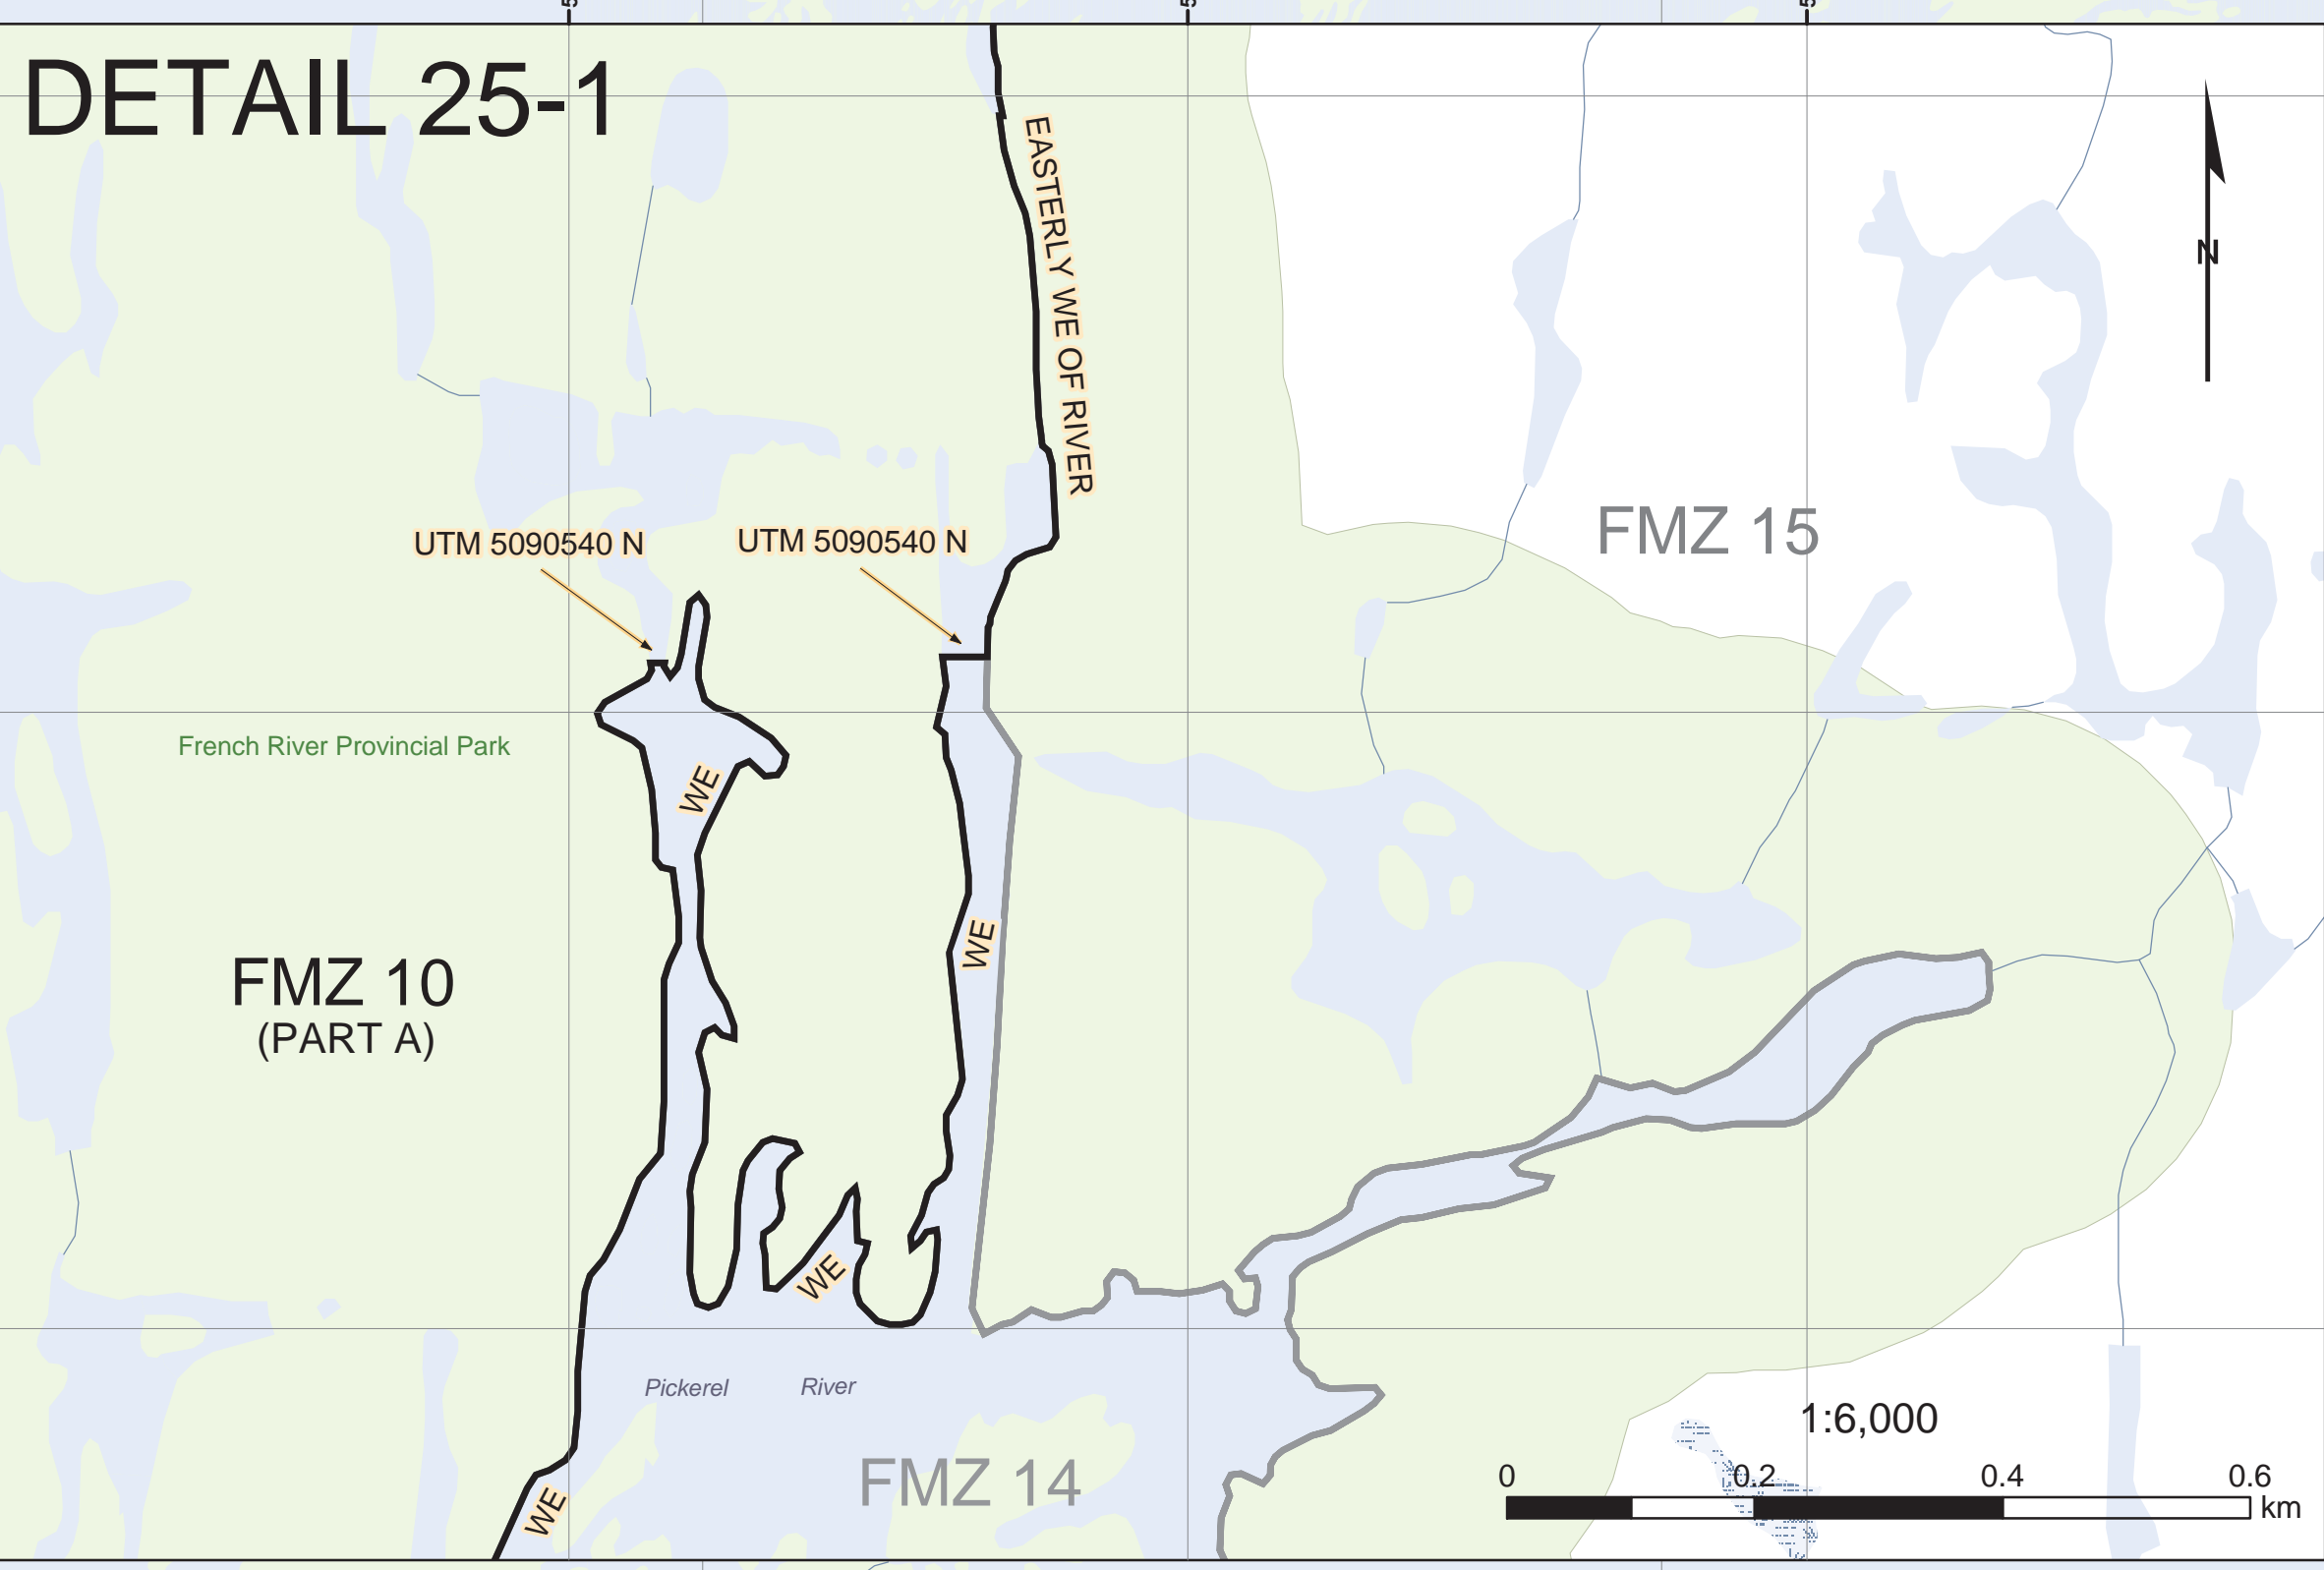 DETAIL 25-1
EASTERLY WE OF RIVER
N
FMZ 15
UTM 5090540 N
UTM 5090540 N
French River Provincial Park
WE
WE
FMZ 10
(PART A)
WE
Pickerel River
FMZ 14
WE
1:6,000
0 0.2 0.4 0.6
km